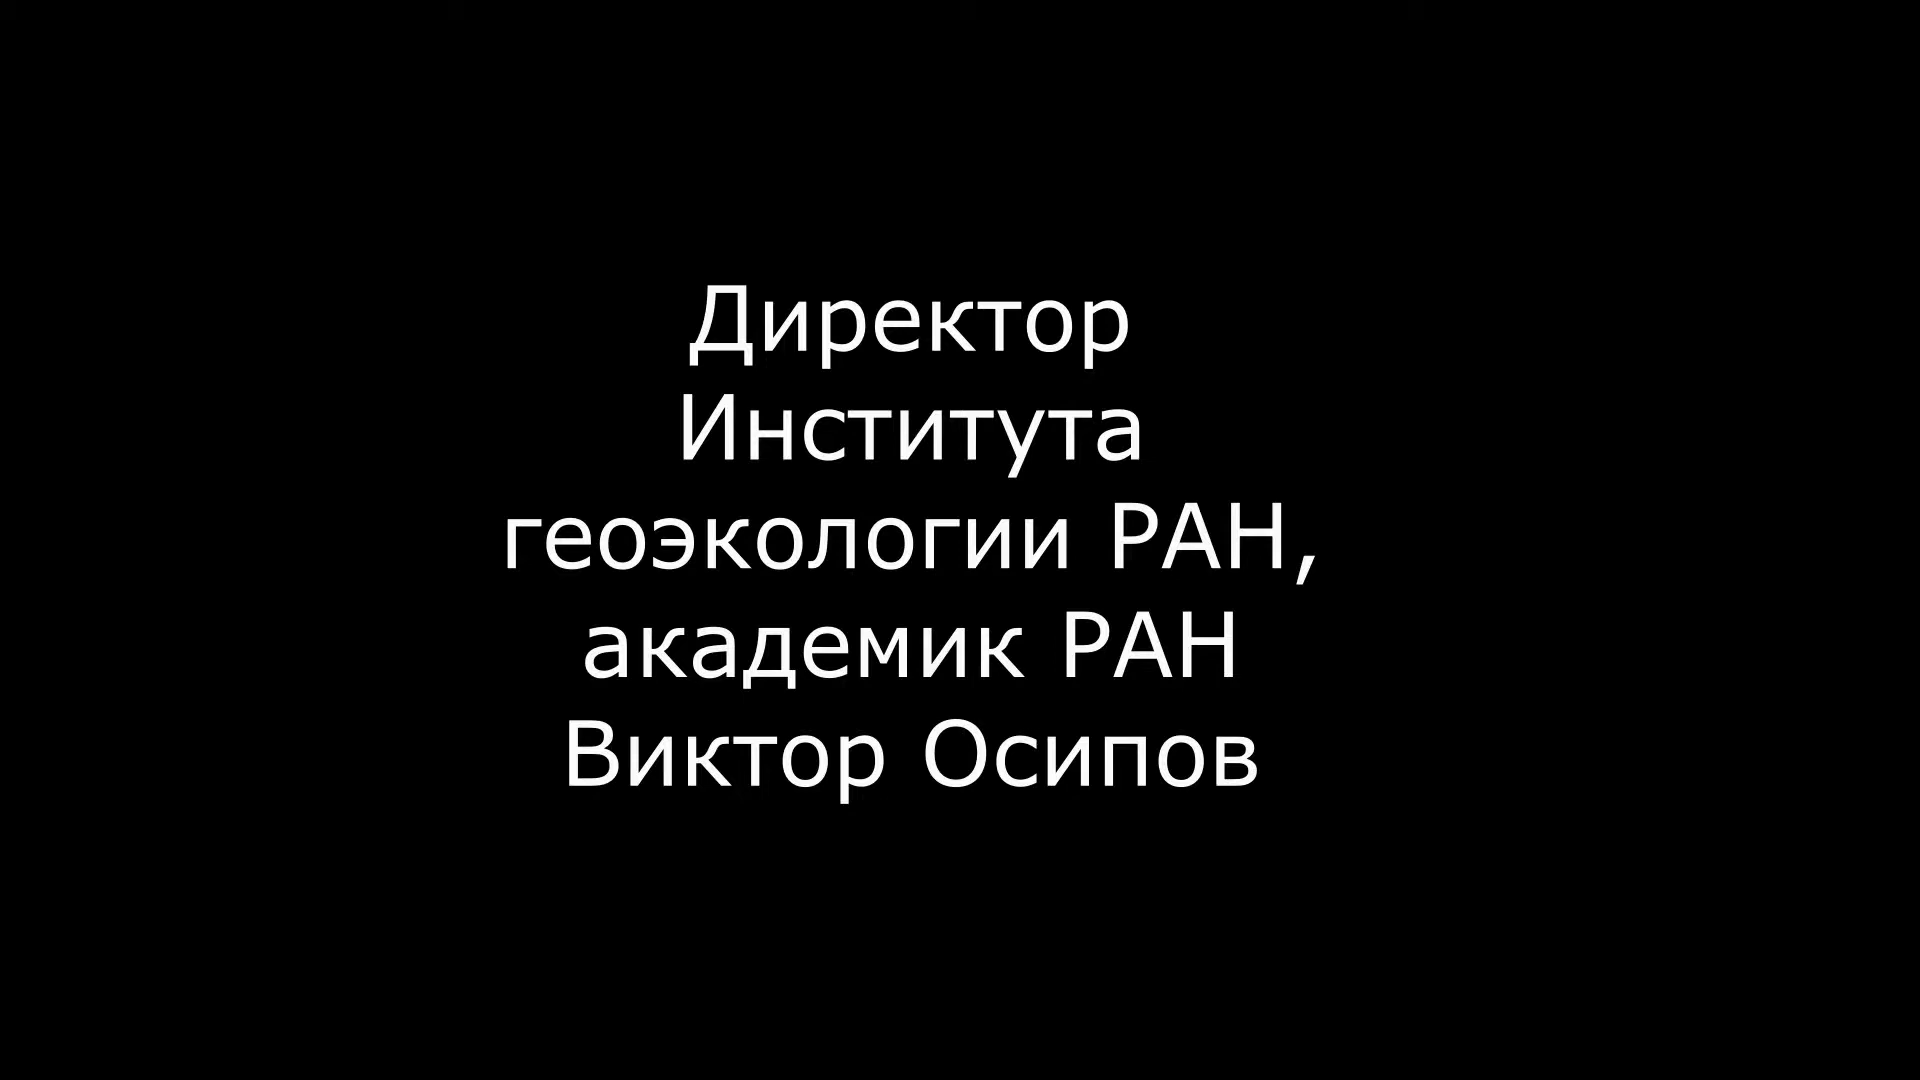 Директор
Института
геоэкологии РАН,
академик РАН
Виктор Осипов